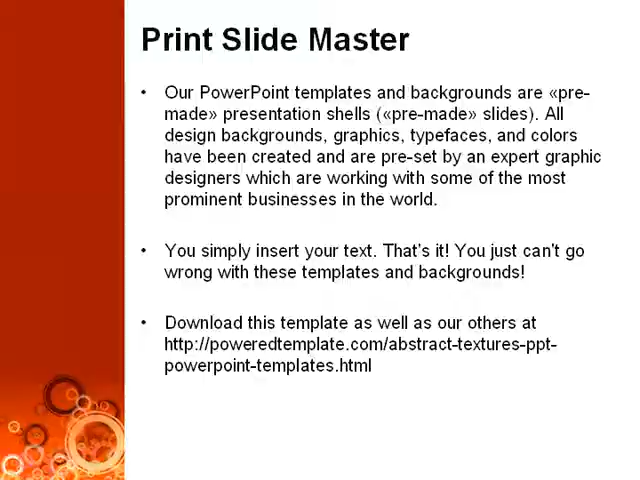 Print Slide Master
• Our PowerPoint templates and backgrounds are «pre-
made» presentation shells («pre-made» slides). All
design backgrounds, graphics, typefaces, and colors
have been created and are pre-set by an expert graphic
designers which are working with some of the most
prominent businesses in the world.
• You simply insert your text. That's it! You just can't go
wrong with these templates and backgrounds!
• Download this template as well as our others at
http://poweredtemplate.com/abstract-textures-ppt-
powerpoint-templates.html